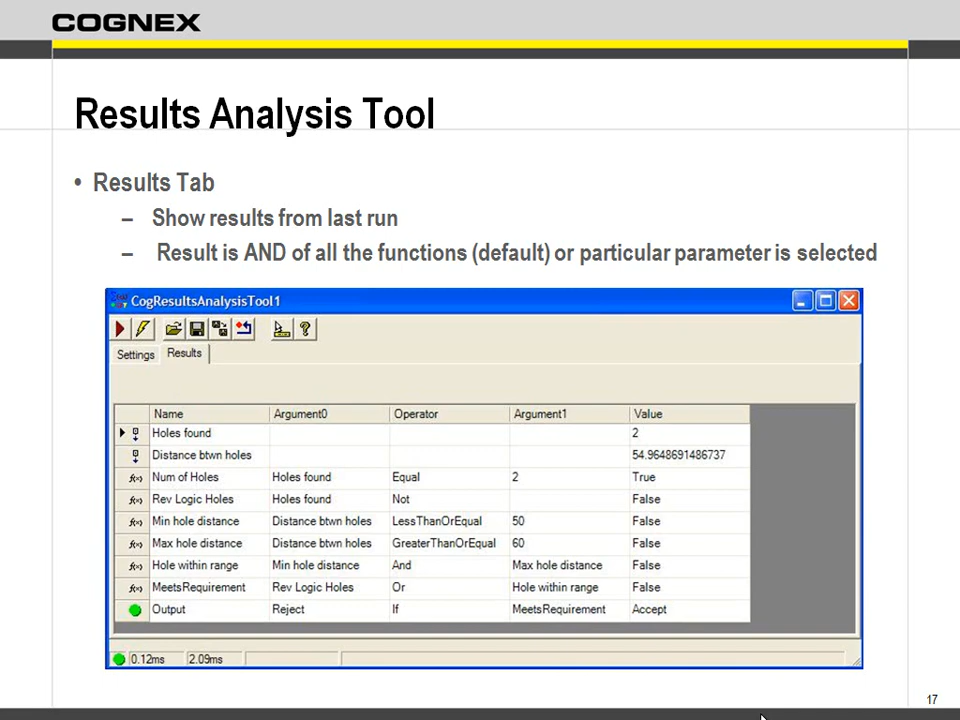 COGNEX
Results Analysis Tool
• Results Tab
– Show results from last run
– Result is AND of all the functions (default) or particular parameter is selected
CogResultsAnalysisTool1
Settings Results
Name Argument0 Operator Argument1 Value
Holes found 2
Distance btwn holes 54.9648691486737
f(x) Num of Holes Holes found Equal 2 True
f(x) Rev Logic Holes Holes found Not False
f(x) Min hole distance Distance btwn holes LessThanOrEqual 50 False
f(x) Max hole distance Distance btwn holes GreaterThanOrEqual 60 False
f(x) Hole within range Min hole distance And Max hole distance False
f(x) MeetsRequirement Rev Logic Holes Or Hole within range False
Output Reject If MeetsRequirement Accept
0.12ms 2.09ms
17